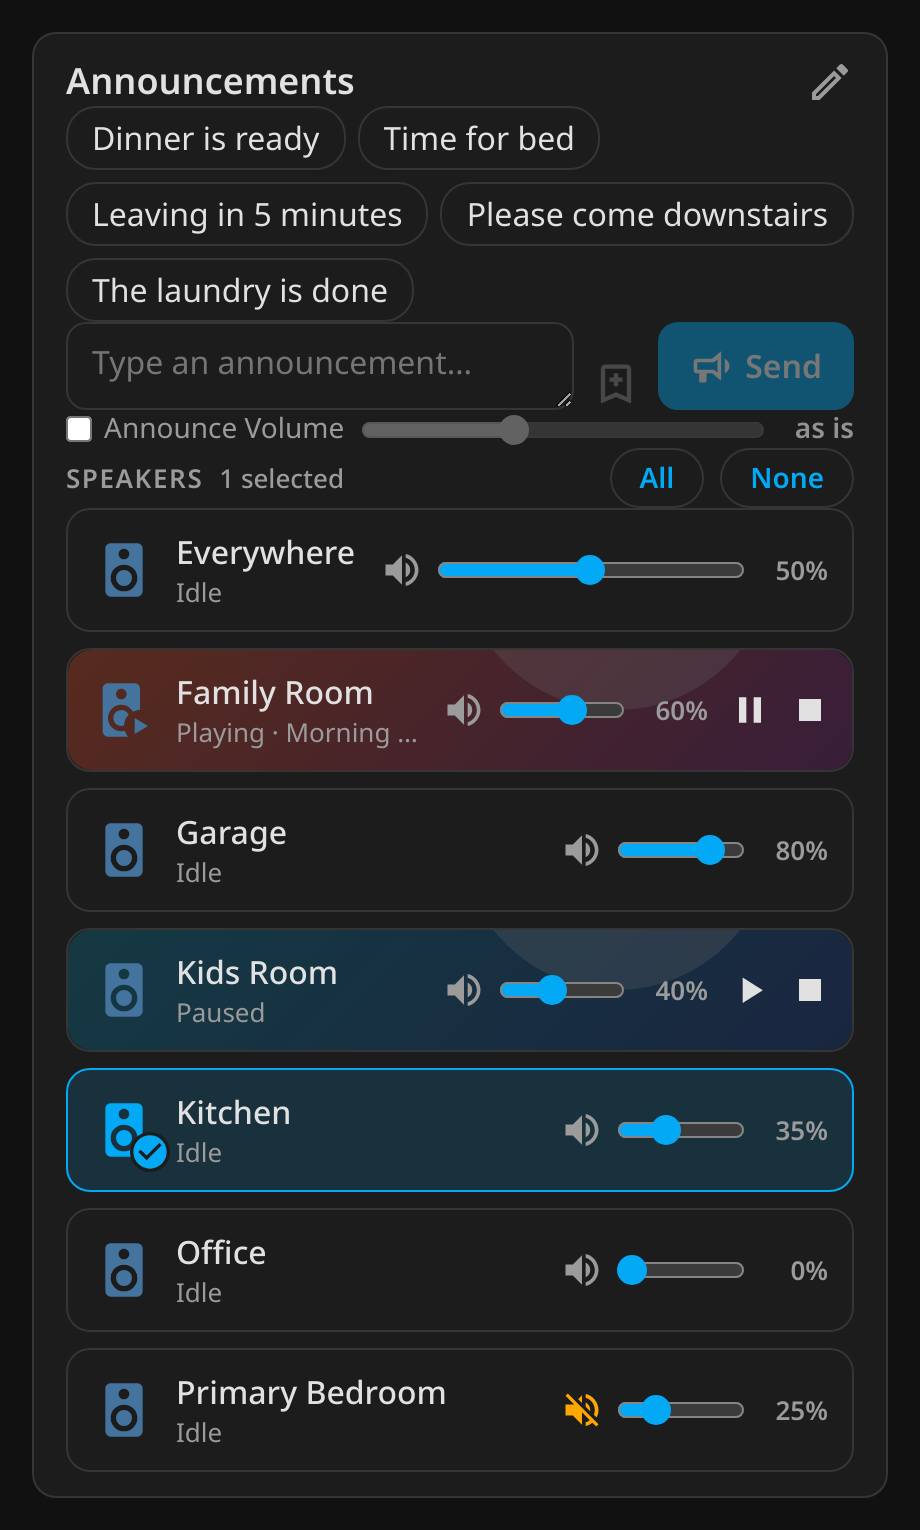 Announcements
Dinner is ready
Time for bed
Leaving in 5 minutes
Please come downstairs
The laundry is done
Type an announcement...
Send
Announce Volume
as is
SPEAKERS 1 selected
All
None
Everywhere
Idle
50%
Family Room
Playing · Morning ...
60%
Garage
Idle
80%
Kids Room
Paused
40%
Kitchen
Idle
35%
Office
Idle
0%
Primary Bedroom
Idle
25%